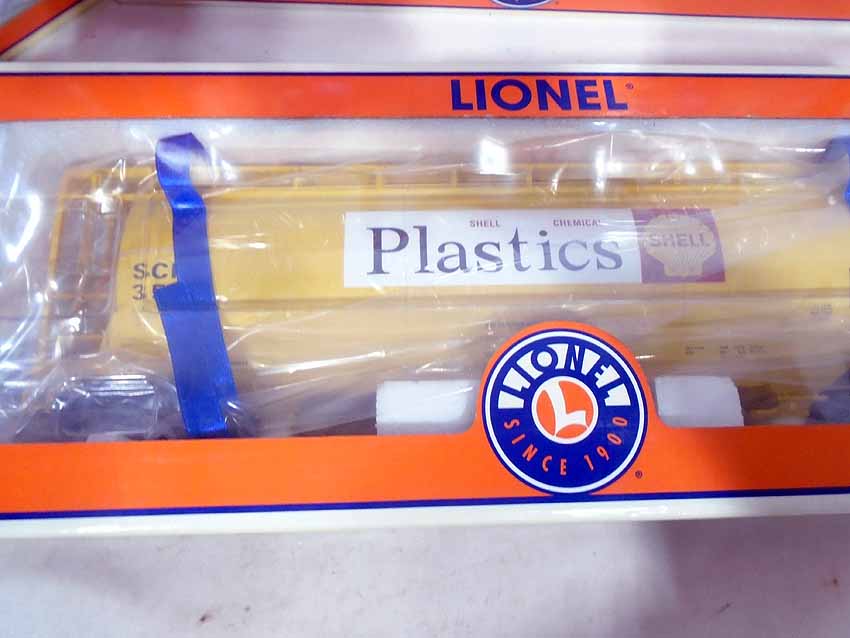 LIONEL®
SHELL CHEMICAL
Plastics
SHELL
LIONEL
SINCE 1900
®